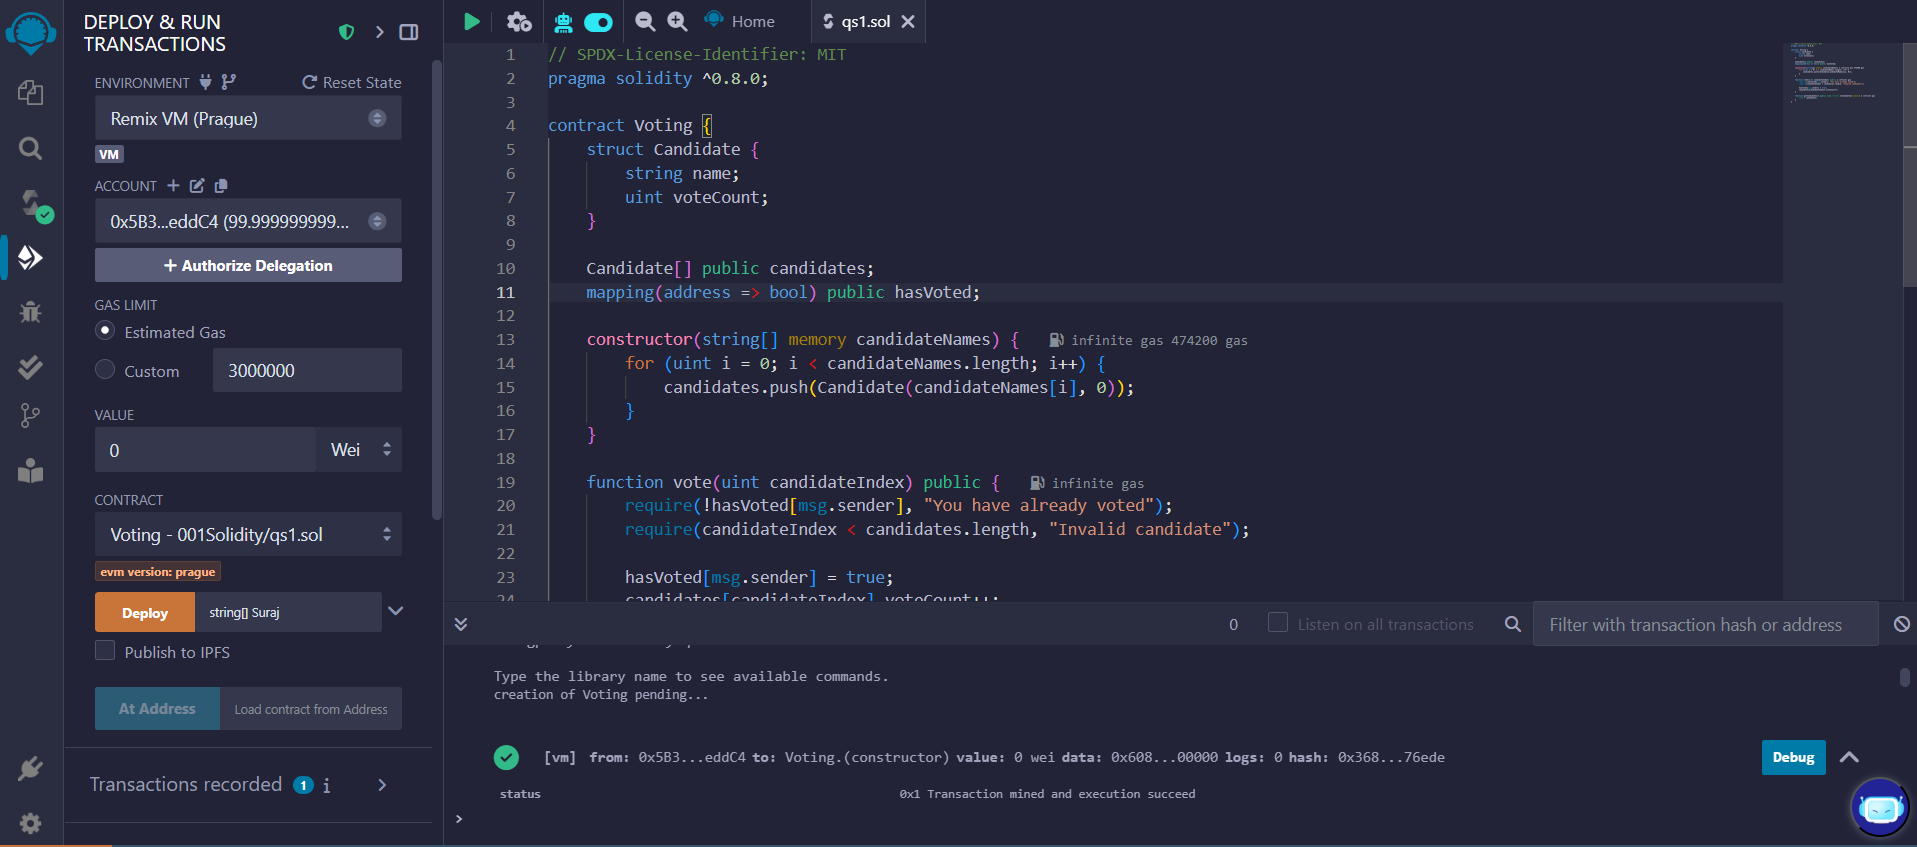 DEPLOY & RUN
TRANSACTIONS
ENVIRONMENT
Reset State
Remix VM (Prague)
VM
ACCOUNT
0x5B3...eddC4 (99.999999999...
+ Authorize Delegation
GAS LIMIT
Estimated Gas
Custom
3000000
VALUE
0
Wei
CONTRACT
Voting - 001Solidity/qs1.sol
evm version: prague
Deploy
string[] Suraj
Publish to IPFS
At Address
Load contract from Address
Transactions recorded 1 i
Home
qs1.sol
1 // SPDX-License-Identifier: MIT
2 pragma solidity ^0.8.0;
3
4 contract Voting {
5 struct Candidate {
6 string name;
7 uint voteCount;
8 }
9
10 Candidate[] public candidates;
11 mapping(address => bool) public hasVoted;
12
13 constructor(string[] memory candidateNames) { infinite gas 474200 gas
14 for (uint i = 0; i < candidateNames.length; i++) {
15 candidates.push(Candidate(candidateNames[i], 0));
16 }
17 }
18
19 function vote(uint candidateIndex) public { infinite gas
20 require(!hasVoted[msg.sender], "You have already voted");
21 require(candidateIndex < candidates.length, "Invalid candidate");
22
23 hasVoted[msg.sender] = true;
24 candidates[candidateIndex].voteCount++;
0
Listen on all transactions
Filter with transaction hash or address
Type the library name to see available commands.
creation of Voting pending...
[vm] from: 0x5B3...eddC4 to: Voting.(constructor) value: 0 wei data: 0x608...00000 logs: 0 hash: 0x368...76ede
Debug
status 0x1 Transaction mined and execution succeed
>